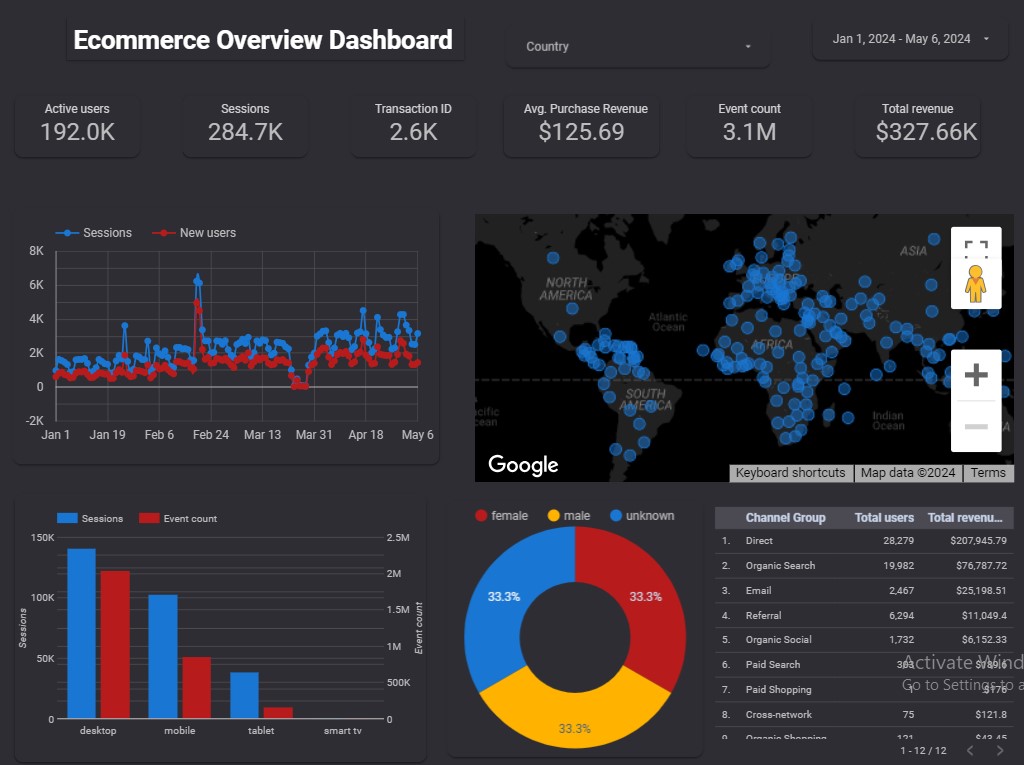 Ecommerce Overview Dashboard
Country
Jan 1, 2024 - May 6, 2024
Active users
192.0K
Sessions
284.7K
Transaction ID
2.6K
Avg. Purchase Revenue
$125.69
Event count
3.1M
Total revenue
$327.66K
Sessions
New users
8K
6K
4K
2K
0
-2K
Jan 1
Jan 19
Feb 6
Feb 24
Mar 13
Mar 31
Apr 18
May 6
NORTH
AMERICA
Atlantic
Ocean
ASIA
AFRICA
SOUTH
AMERICA
Indian
Ocean
Google
Keyboard shortcuts
Map data ©2024
Terms
Sessions
Event count
150K
100K
50K
0
2.5M
2M
1.5M
1M
500K
0
Sessions
Event count
desktop
mobile
tablet
smart tv
female
male
unknown
33.3%
33.3%
33.3%
Channel Group Total users Total revenu...
1. Direct 28,279 $207,945.79
2. Organic Search 19,982 $76,787.72
3. Email 2,467 $25,198.51
4. Referral 6,294 $11,049.4
5. Organic Social 1,732 $6,152.33
6. Paid Search
7. Paid Shopping $176
8. Cross-network 75 $121.8
9. Organic Shopping 121 $43.45
Activate Wind
Go to Settings to a
1 - 12 / 12